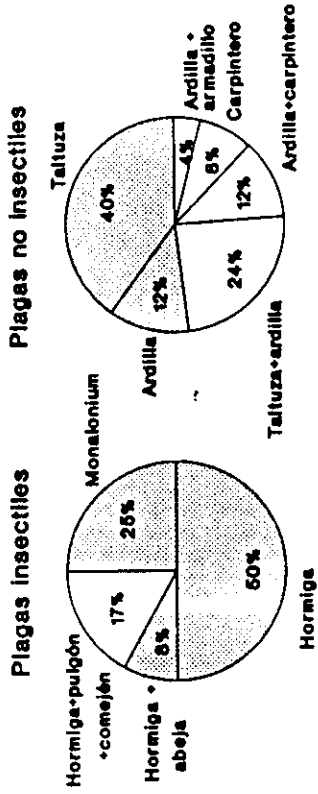 Plagas insectiles
Monalonium
25%
Hormiga+pulgón
+comején
17%
Hormiga +
abeja
8%
50%
Hormiga
Plagas no insectiles
Taltuza
40%
Ardilla +
armadillo
4%
Carpintero
8%
Ardilla+carpintero
12%
24%
Taltuza+ardilla
12%
Ardilla